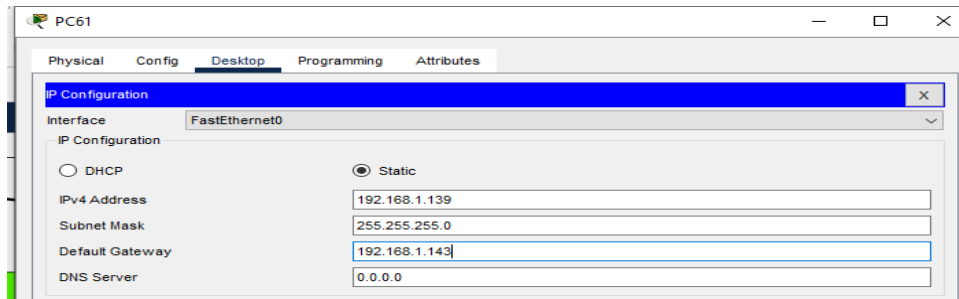 PC61
Physical Config Desktop Programming Attributes
IP Configuration X
Interface FastEthernet0
IP Configuration
DHCP Static
IPv4 Address 192.168.1.139
Subnet Mask 255.255.255.0
Default Gateway 192.168.1.143
DNS Server 0.0.0.0